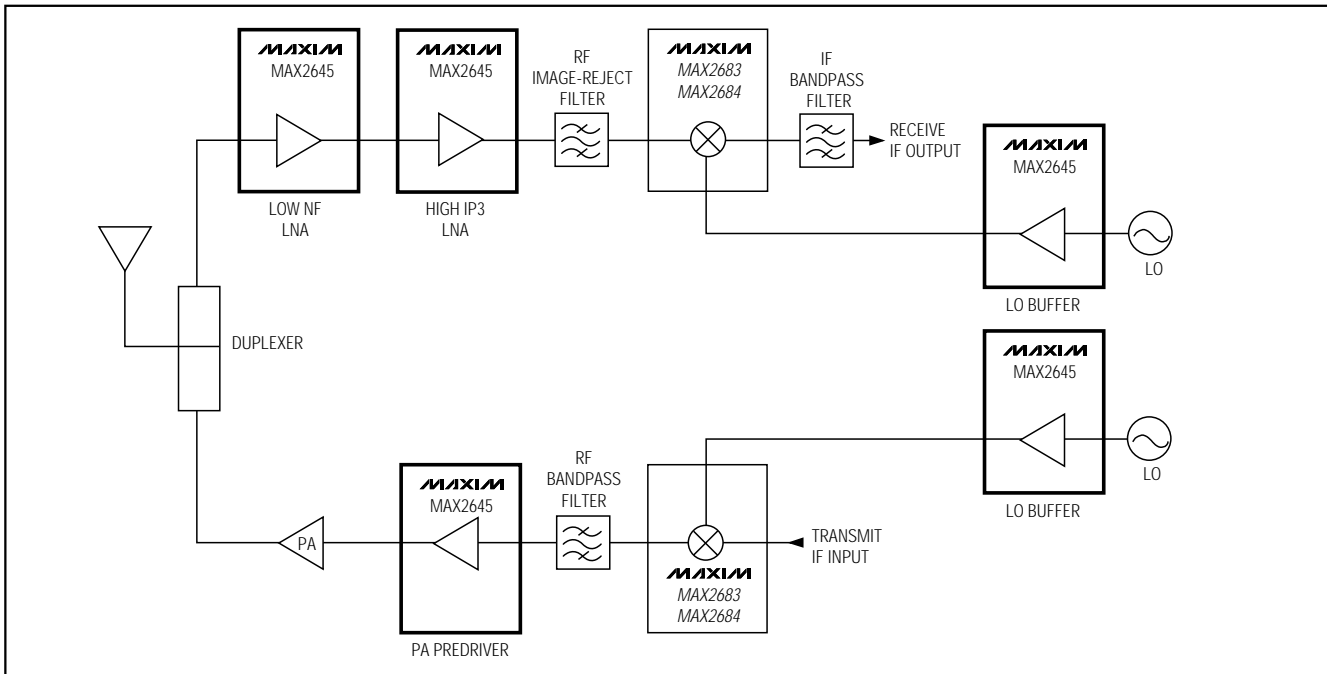 MAXIM
MAX2645
LOW NF
LNA
MAXIM
MAX2645
HIGH IP3
LNA
RF
IMAGE-REJECT
FILTER
MAXIM
MAX2683
MAX2684
IF
BANDPASS
FILTER
RECEIVE
IF OUTPUT
MAXIM
MAX2645
LO BUFFER
LO
DUPLEXER
PA
MAXIM
MAX2645
PA PREDRIVER
RF
BANDPASS
FILTER
MAXIM
MAX2683
MAX2684
TRANSMIT
IF INPUT
MAXIM
MAX2645
LO BUFFER
LO